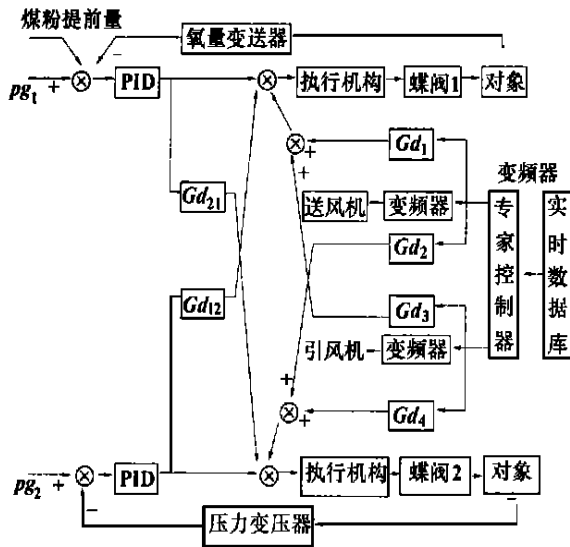 煤粉提前量
氧量变送器
−
−
pg₁ +
PID
执行机构
蝶阀1
对象
+
+
Gd₁
变频器
Gd₂₁
送风机
变频器
专家控制器
实时数据库
Gd₂
Gd₁₂
Gd₃
引风机
变频器
+
+
Gd₄
pg₂ +
PID
执行机构
蝶阀 2
对象
−
−
压力变压器